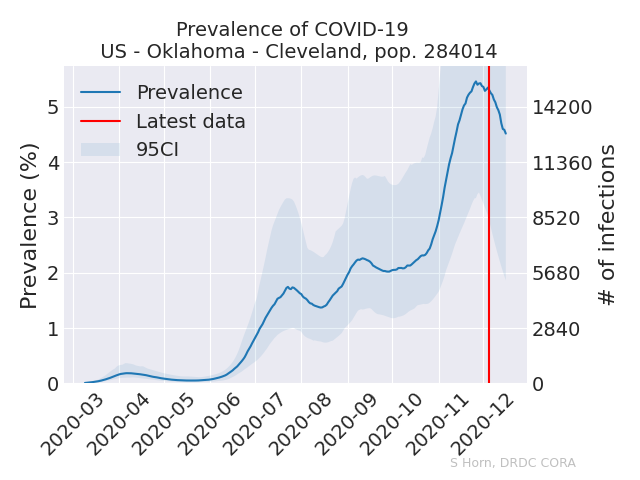 Prevalence of COVID-19
US - Oklahoma - Cleveland, pop. 284014
Prevalence
Latest data
95CI
Prevalence (%)
5
4
3
2
1
0
14200
11360
8520
5680
2840
0
# of infections
2020-03
2020-04
2020-05
2020-06
2020-07
2020-08
2020-09
2020-10
2020-11
2020-12
S Horn, DRDC CORA